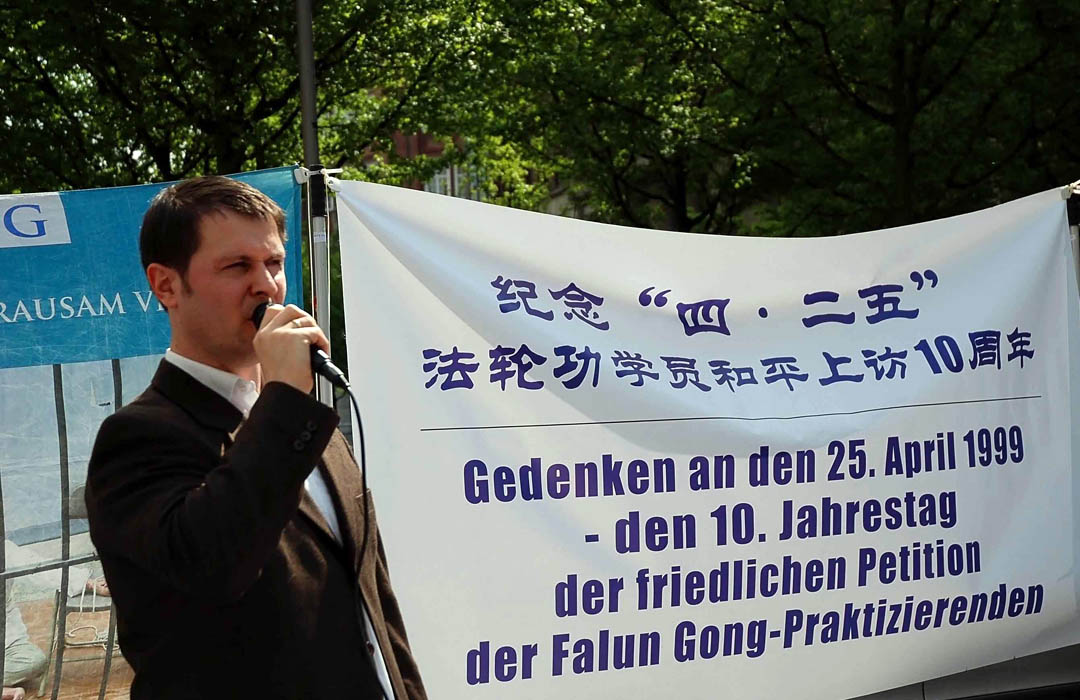 G
RAUSAM V
纪念“四·二五”
法轮功学员和平上访10周年
Gedenken an den 25. April 1999
- den 10. Jahrestag
der friedlichen Petition
der Falun Gong-Praktizierenden